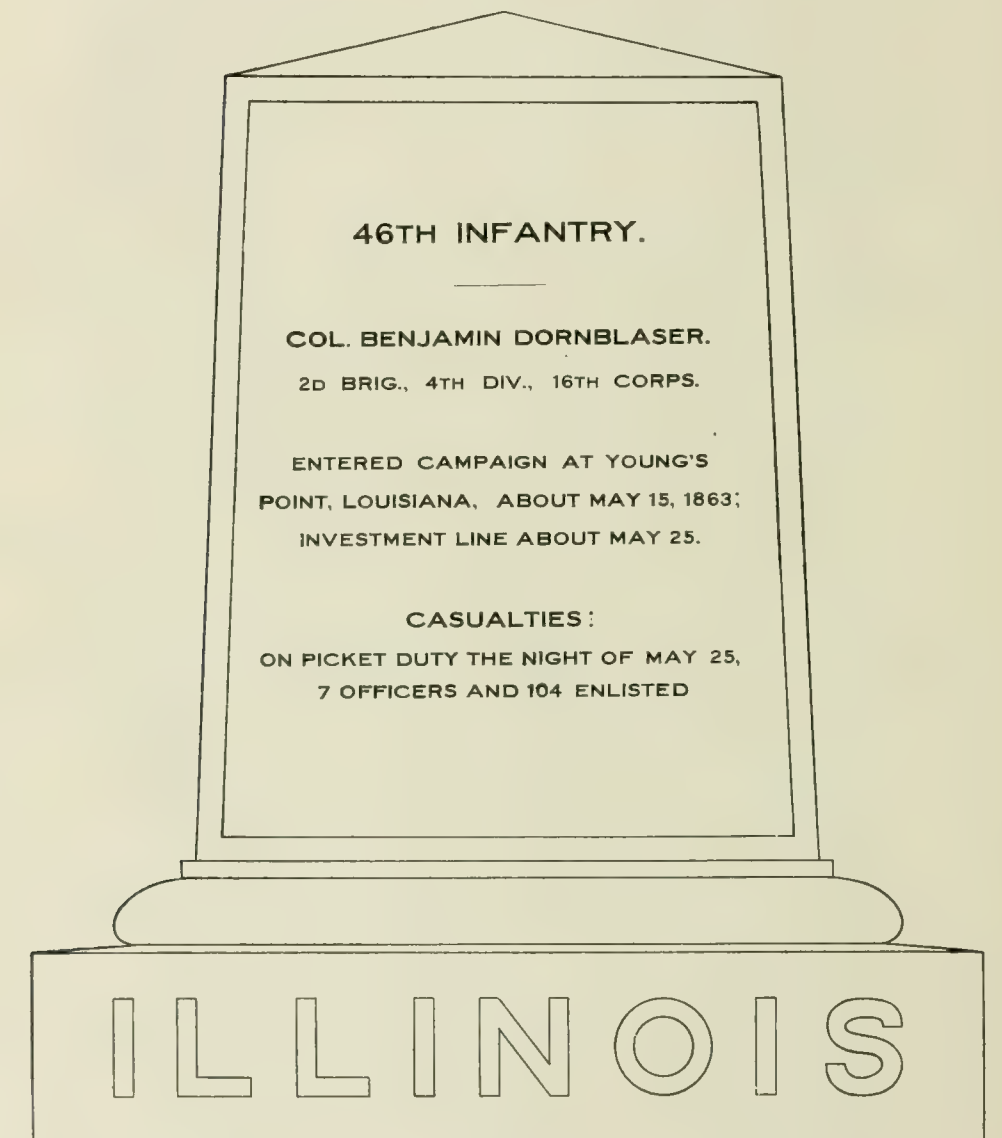 46TH INFANTRY.
COL. BENJAMIN DORNBLASER.
2D BRIG., 4TH DIV., 16TH CORPS.
ENTERED CAMPAIGN AT YOUNG'S
POINT, LOUISIANA, ABOUT MAY 15, 1863;
INVESTMENT LINE ABOUT MAY 25.
CASUALTIES:
ON PICKET DUTY THE NIGHT OF MAY 25,
7 OFFICERS AND 104 ENLISTED
ILLINOIS